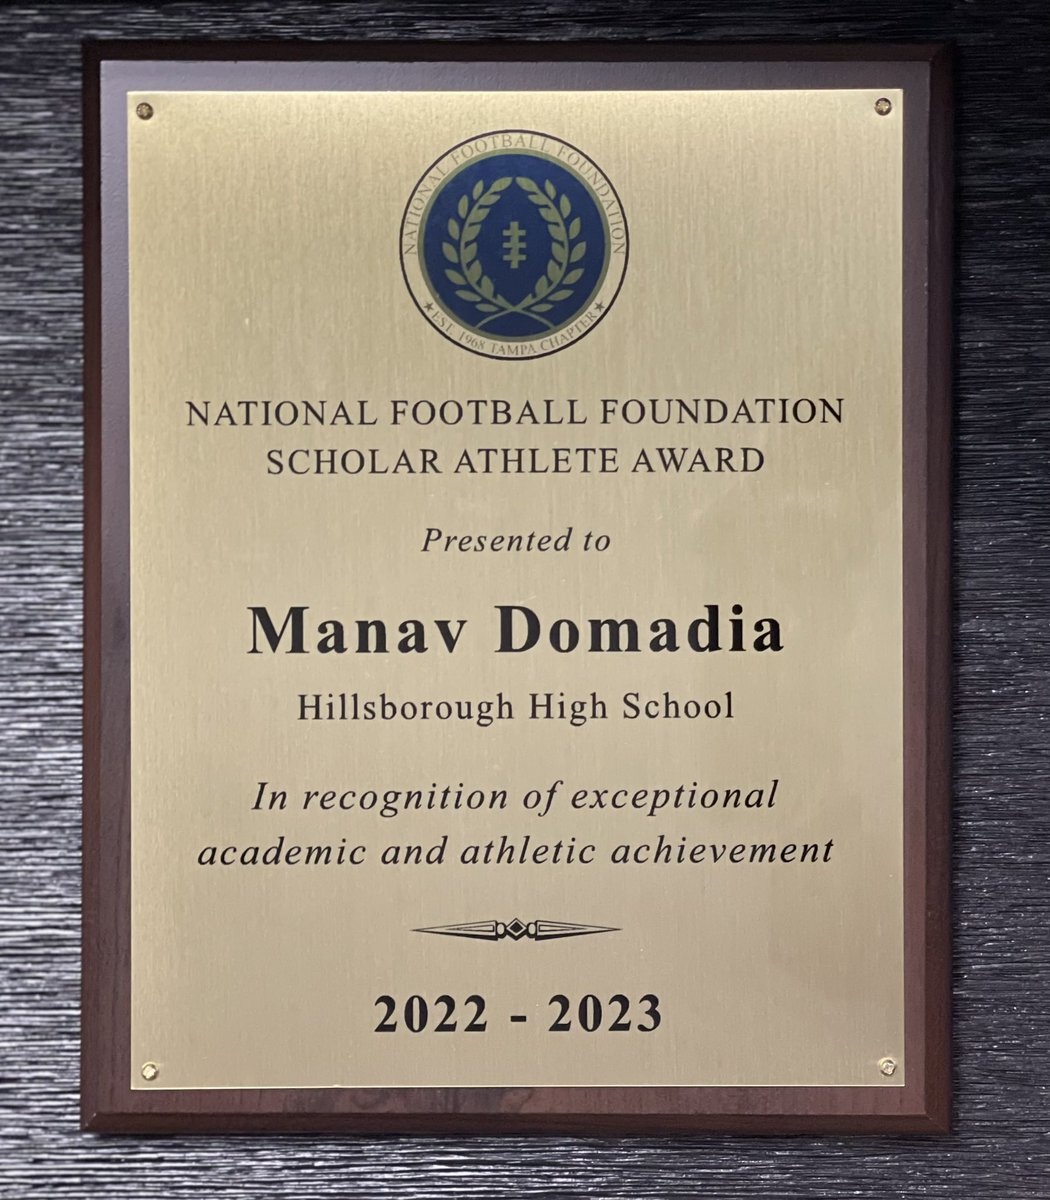 NATIONAL FOOTBALL FOUNDATION
★ EST. 1968 TAMPA CHAPTER ★
NATIONAL FOOTBALL FOUNDATION
SCHOLAR ATHLETE AWARD
Presented to
Manav Domadia
Hillsborough High School
In recognition of exceptional
academic and athletic achievement
2022 - 2023